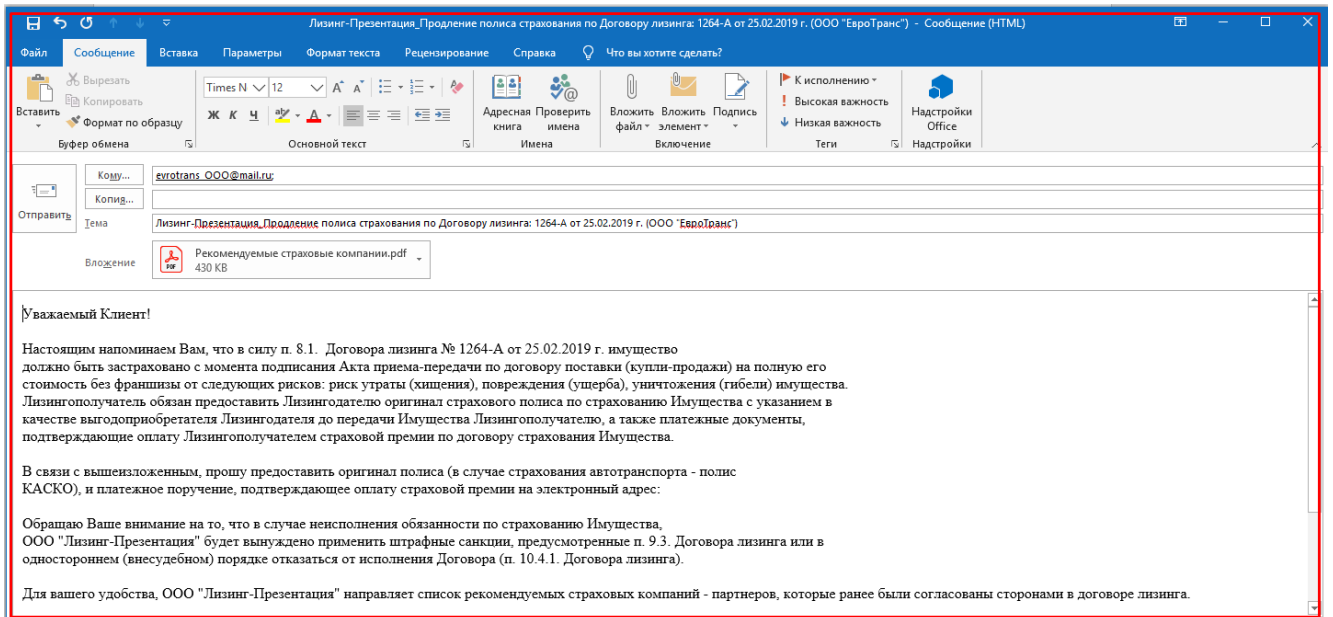 Лизинг-Презентация_Продление полиса страхования по Договору лизинга: 1264-А от 25.02.2019 г. (ООО "ЕвроТранс") - Сообщение (HTML)
Файл Сообщение Вставка Параметры Формат текста Рецензирование Справка Что вы хотите сделать?
Вставить
Вырезать
Копировать
Формат по образцу
Буфер обмена
Times N 12
Ж К Ч
Основной текст
Адресная книга
Проверить имена
Имена
Вложить файл
Вложить элемент
Подпись
Включение
К исполнению
Высокая важность
Низкая важность
Теги
Надстройки Office
Надстройки
Отправить
Кому... evrotrans_OOO@mail.ru;
Копия...
Тема Лизинг-Презентация_Продление полиса страхования по Договору лизинга: 1264-А от 25.02.2019 г. (ООО "ЕвроТранс")
Вложение
PDF
Рекомендуемые страховые компании.pdf
430 KB
Уважаемый Клиент!
Настоящим напоминаем Вам, что в силу п. 8.1. Договора лизинга № 1264-А от 25.02.2019 г. имущество
должно быть застраховано с момента подписания Акта приема-передачи по договору поставки (купли-продажи) на полную его
стоимость без франшизы от следующих рисков: риск утраты (хищения), повреждения (ущерба), уничтожения (гибели) имущества.
Лизингополучатель обязан предоставить Лизингодателю оригинал страхового полиса по страхованию Имущества с указанием в
качестве выгодоприобретателя Лизингодателя до передачи Имущества Лизингополучателю, а также платежные документы,
подтверждающие оплату Лизингополучателем страховой премии по договору страхования Имущества.
В связи с вышеизложенным, прошу предоставить оригинал полиса (в случае страхования автотранспорта - полис
КАСКО), и платежное поручение, подтверждающее оплату страховой премии на электронный адрес:
Обращаю Ваше внимание на то, что в случае неисполнения обязанности по страхованию Имущества,
ООО "Лизинг-Презентация" будет вынуждено применить штрафные санкции, предусмотренные п. 9.3. Договора лизинга или в
одностороннем (внесудебном) порядке отказаться от исполнения Договора (п. 10.4.1. Договора лизинга).
Для вашего удобства, ООО "Лизинг-Презентация" направляет список рекомендуемых страховых компаний - партнеров, которые ранее были согласованы сторонами в договоре лизинга.